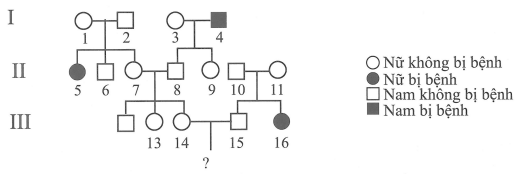 I
1 2 3 4
II
5 6 7 8 9 10 11
III
13 14 15 16
?
Nữ không bị bệnh
Nữ bị bệnh
Nam không bị bệnh
Nam bị bệnh